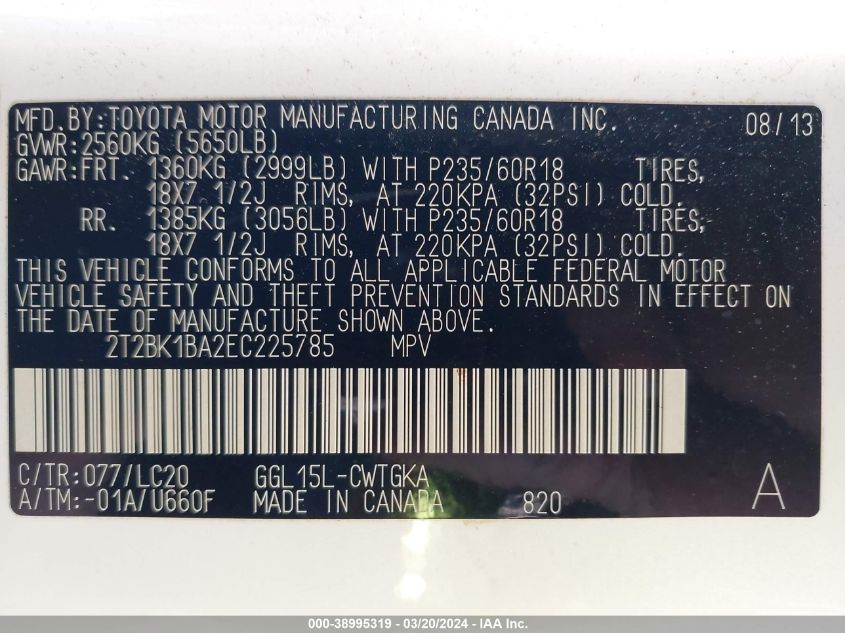 MFD.BY:TOYOTA MOTOR MANUFACTURING CANADA INC. 08/13
GVWR:2560KG (5650LB)
GAWR:FRT. 1360KG (2999LB) WITH P235/60R18 TIRES,
18X7 1/2J RIMS, AT 220KPA (32PSI) COLD.
RR. 1385KG (3056LB) WITH P235/60R18 TIRES,
18X7 1/2J RIMS, AT 220KPA (32PSI) COLD.
THIS VEHICLE CONFORMS TO ALL APPLICABLE FEDERAL MOTOR
VEHICLE SAFETY AND THEFT PREVENTION STANDARDS IN EFFECT ON
THE DATE OF MANUFACTURE SHOWN ABOVE.
2T2BK1BA2EC225785 MPV
C/TR:077/LC20 GGL15L-CWTGKA
A/TM:-01A/U660F MADE IN CANADA 820 A
000-38995319 - 03/20/2024 - IAA Inc.